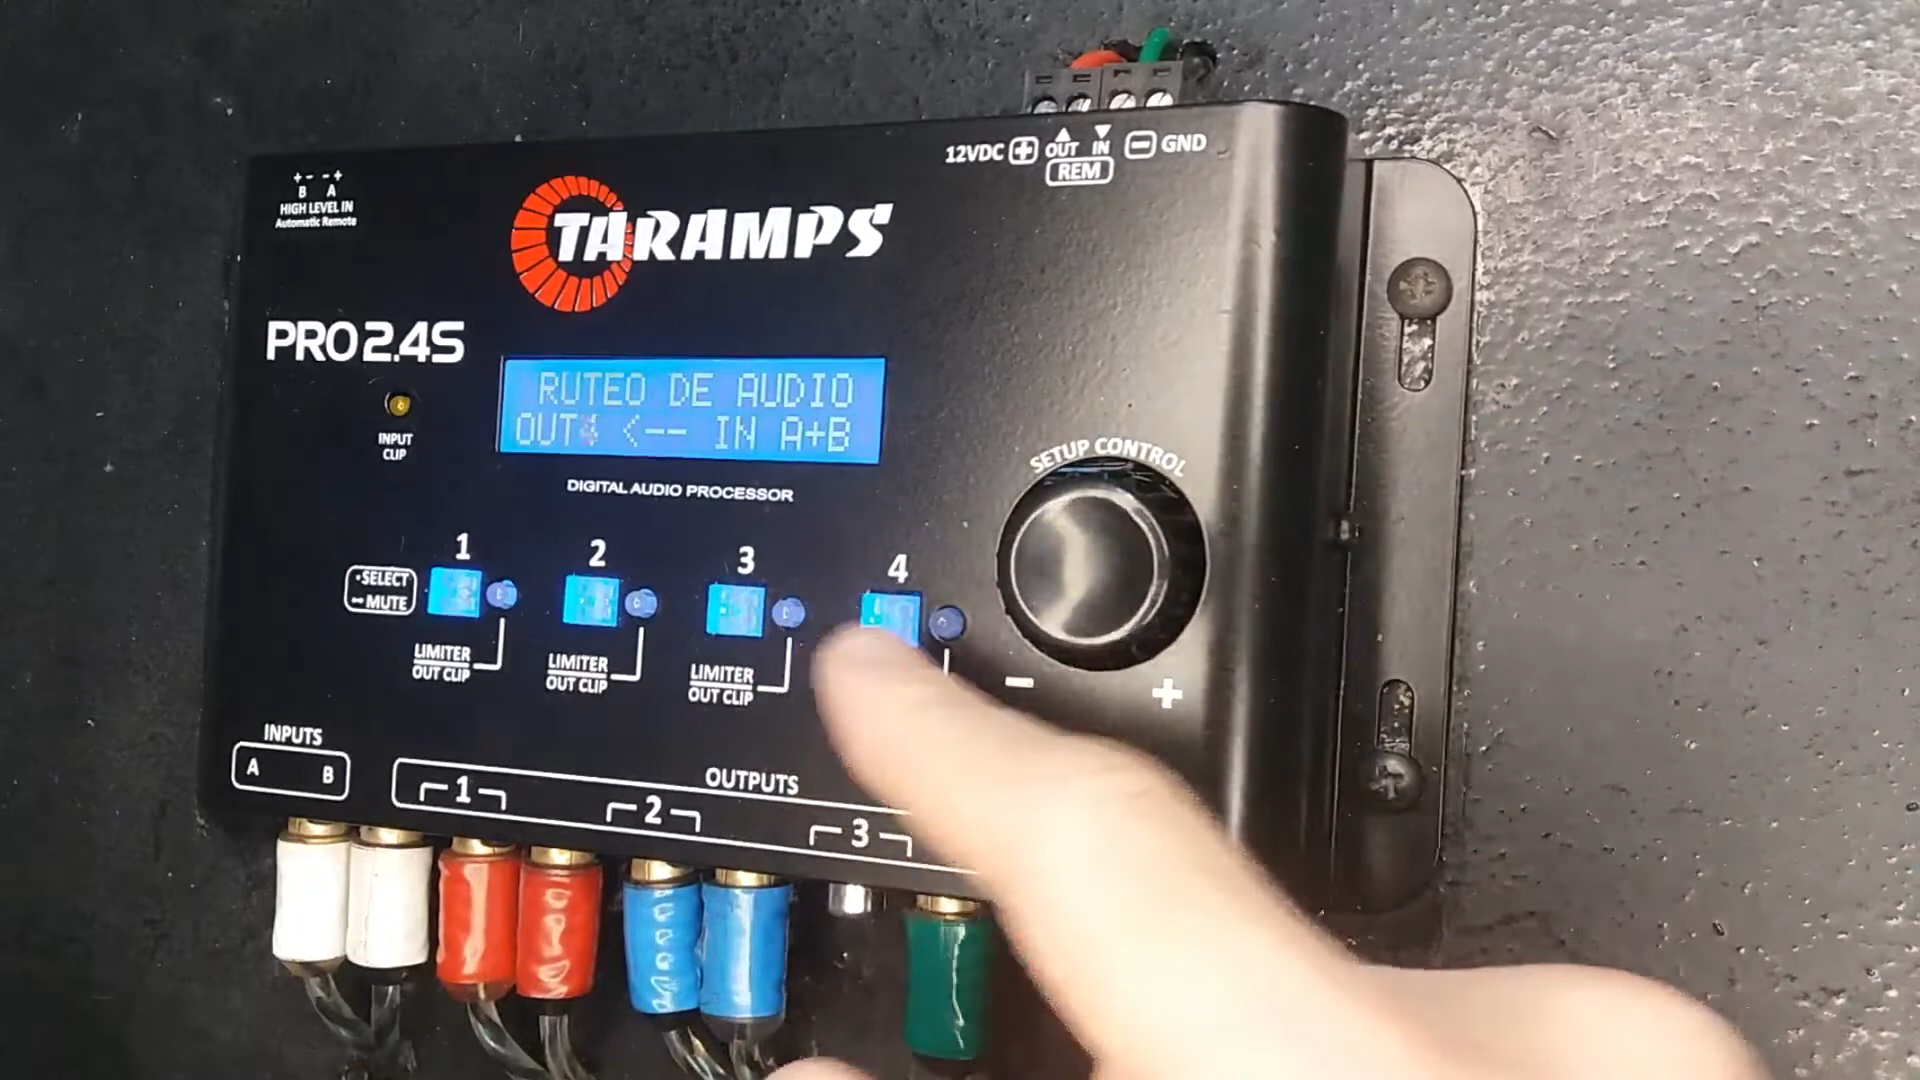 + - - +
B A
HIGH LEVEL IN
Automatic Remote
12VDC + OUT IN - GND
REM
TARAMPS
PRO2.4S
RUTEO DE AUDIO
<-- IN A+B
INPUT
CLIP
DIGITAL AUDIO PROCESSOR
SETUP CONTROL
- +
1 2 3 4
SELECT
MUTE
LIMITER
OUT CLIP
LIMITER
OUT CLIP
LIMITER
OUT CLIP
INPUTS
A B
OUTPUTS
1 2 3